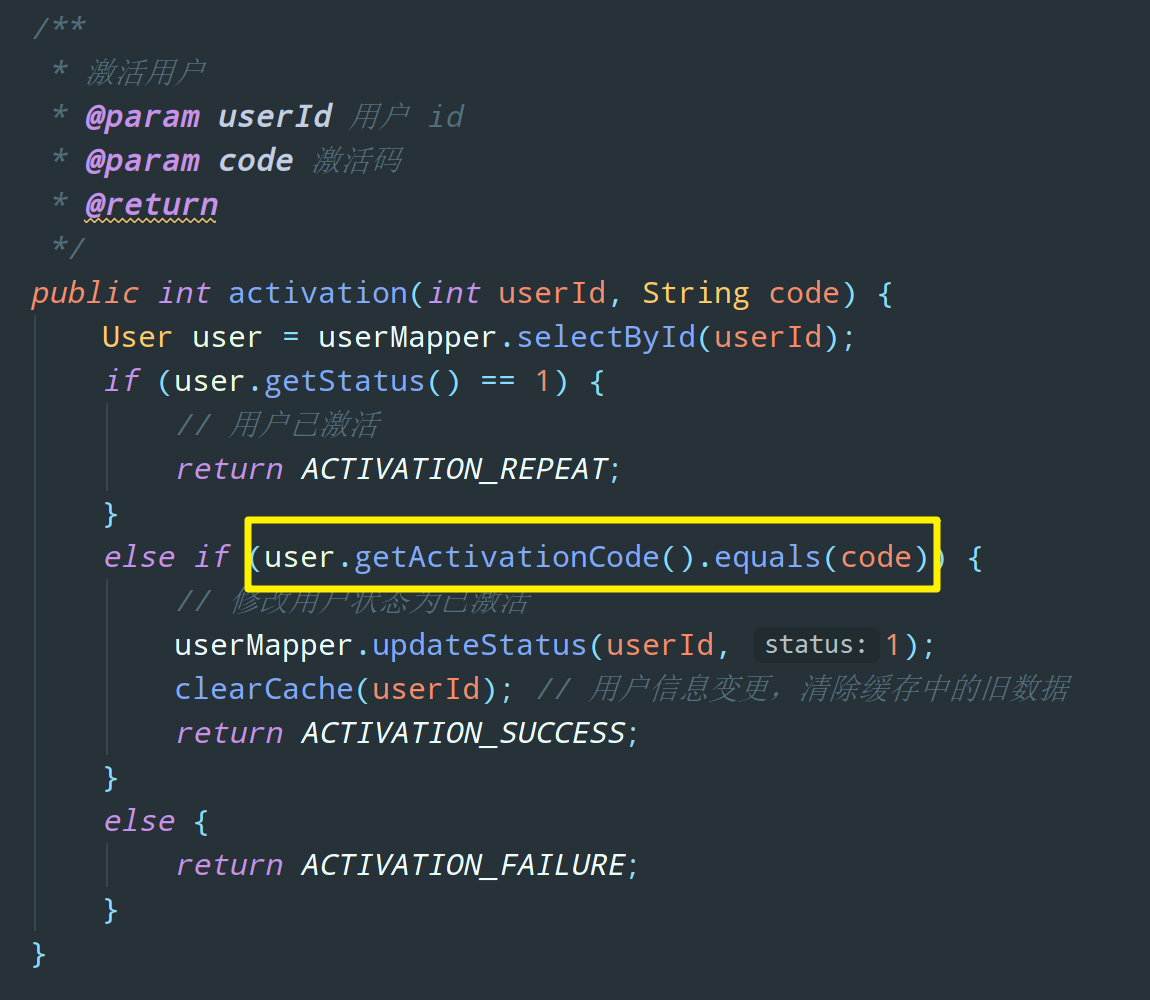 /**
 * 激活用户
 * @param userId 用户 id
 * @param code 激活码
 * @return
 */
public int activation(int userId, String code) {
    User user = userMapper.selectById(userId);
    if (user.getStatus() == 1) {
        // 用户已激活
        return ACTIVATION_REPEAT;
    }
    else if (user.getActivationCode().equals(code)) {
        // 修改用户状态为已激活
        userMapper.updateStatus(userId, status: 1);
        clearCache(userId); // 用户信息变更，清除缓存中的旧数据
        return ACTIVATION_SUCCESS;
    }
    else {
        return ACTIVATION_FAILURE;
    }
}